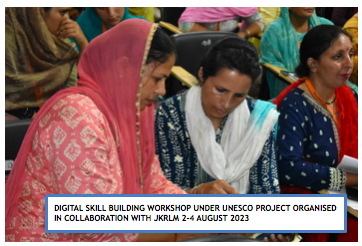 DIGITAL SKILL BUILDING WORKSHOP UNDER UNESCO PROJECT ORGANISED
IN COLLABORATION WITH JKRLM 2-4 AUGUST 2023